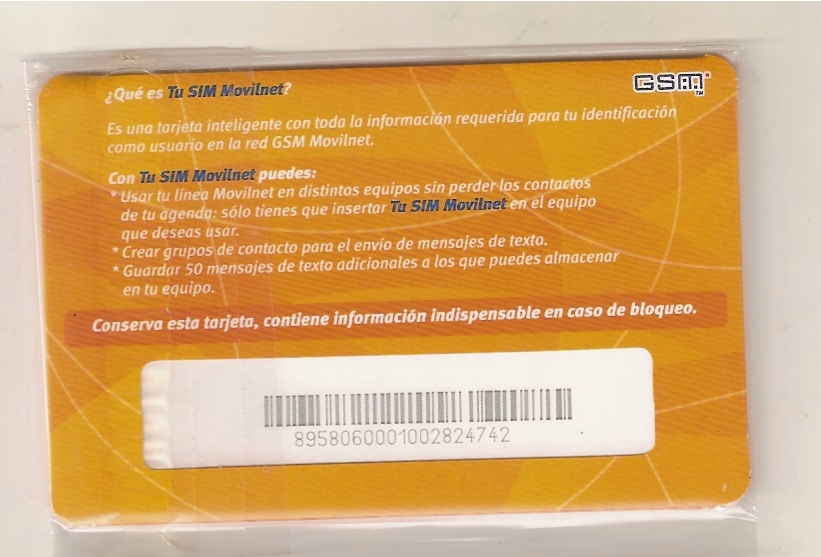 ¿Qué es Tu SIM Movilnet?
GSM™
Es una tarjeta inteligente con toda la información requerida para tu identificación
como usuario en la red GSM Movilnet.
Con Tu SIM Movilnet puedes:
* Usar tu línea Movilnet en distintos equipos sin perder los contactos
de tu agenda: sólo tienes que insertar Tu SIM Movilnet en el equipo
que deseas usar.
* Crear grupos de contacto para el envío de mensajes de texto.
* Guardar 50 mensajes de texto adicionales a los que puedes almacenar
en tu equipo.
Conserva esta tarjeta, contiene información indispensable en caso de bloqueo.
8958060001002824742